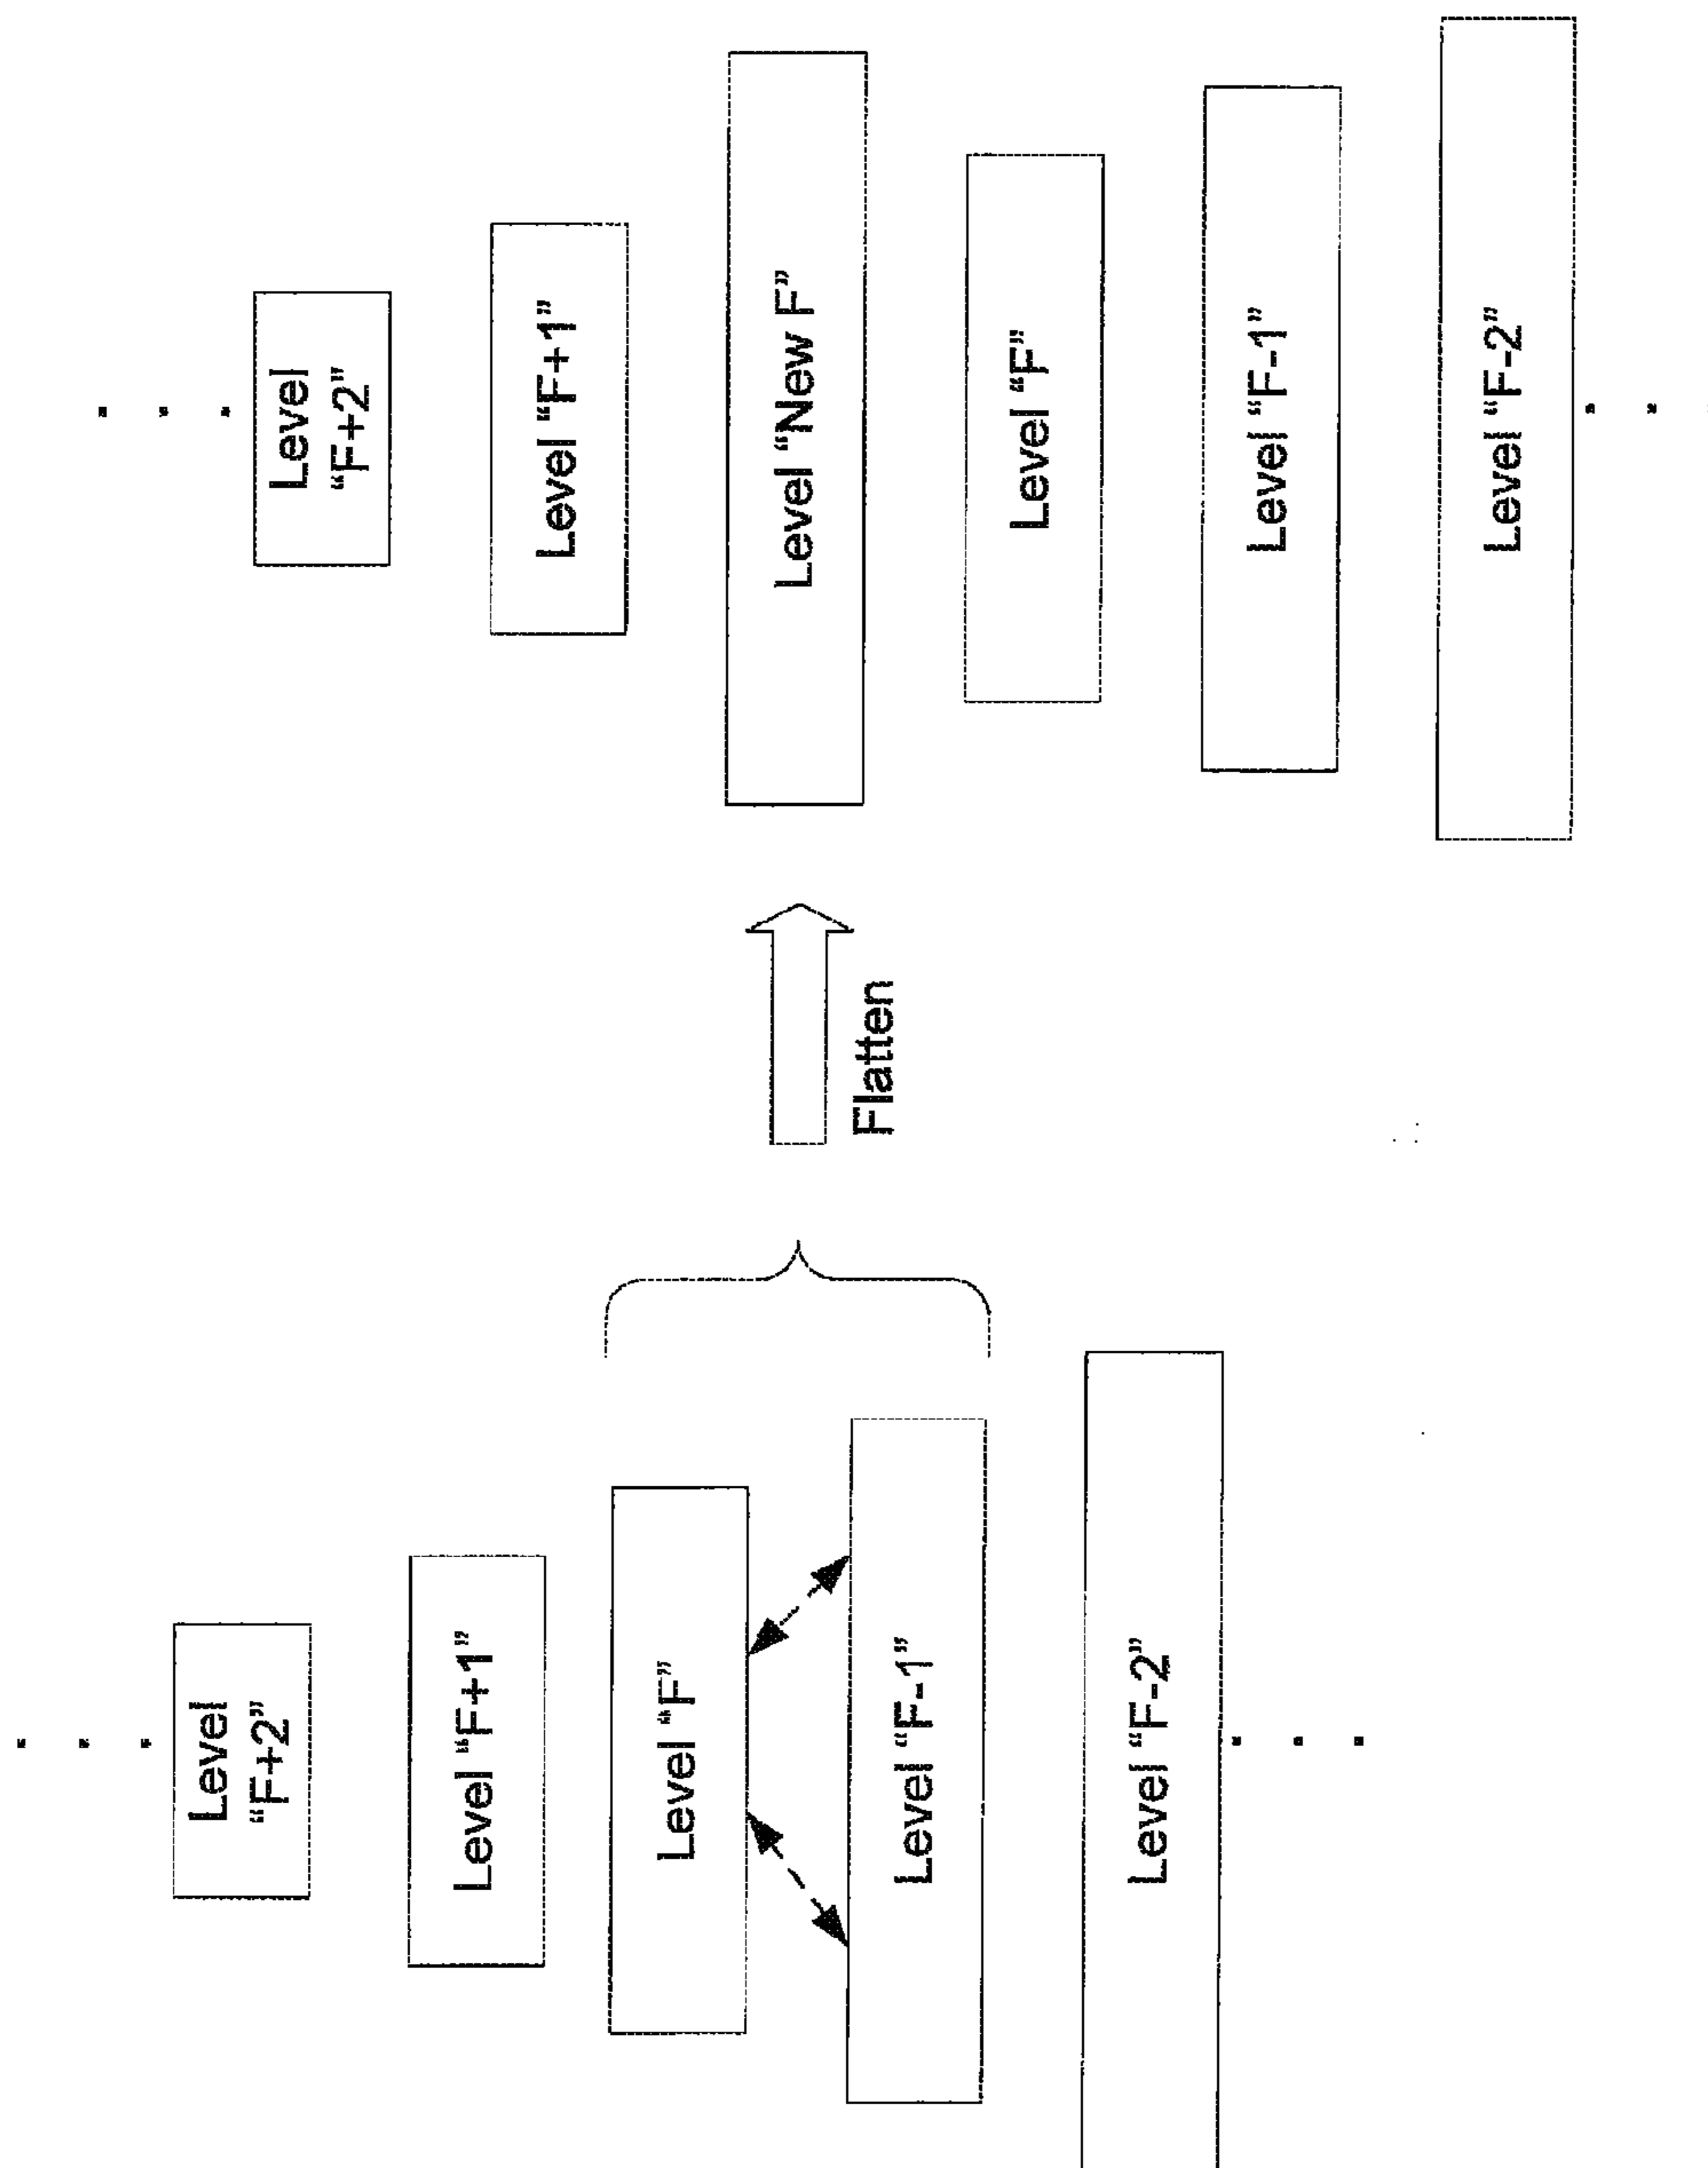 Level
“F+2”
Level “F+1”
Level “F”
Level “F-1”
Level “F-2”
Flatten
Level
“F+2”
Level “F+1”
Level “New F”
Level “F”
Level “F-1”
Level “F-2”